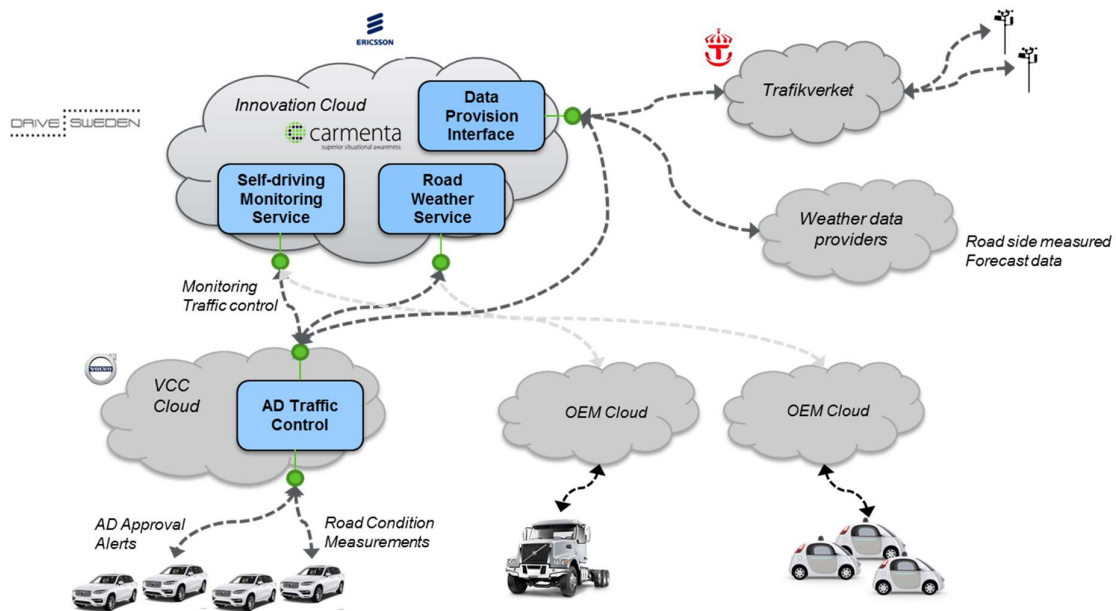 ERICSSON
DRIVE SWEDEN
Innovation Cloud
carmenta
superior situational awareness
Data
Provision
Interface
Self-driving
Monitoring
Service
Road
Weather
Service
Trafikverket
Weather data
providers
Road side measured
Forecast data
Monitoring
Traffic control
VOLVO
VCC
Cloud
AD Traffic
Control
OEM Cloud
OEM Cloud
AD Approval
Alerts
Road Condition
Measurements